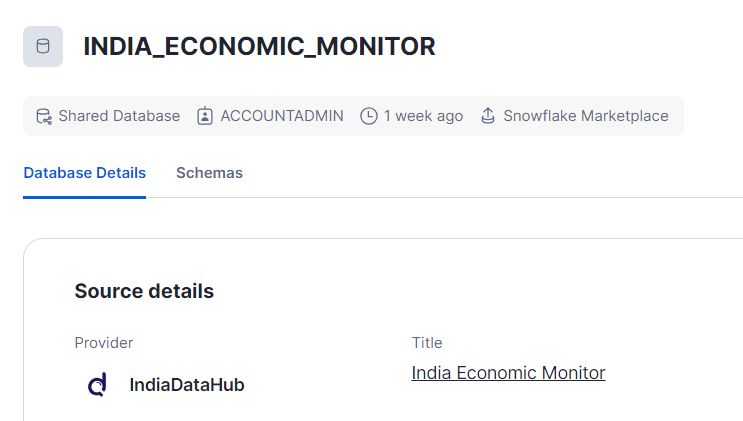 INDIA_ECONOMIC_MONITOR
Shared Database ACCOUNTADMIN 1 week ago Snowflake Marketplace
Database Details Schemas
Source details
Provider Title
IndiaDataHub India Economic Monitor